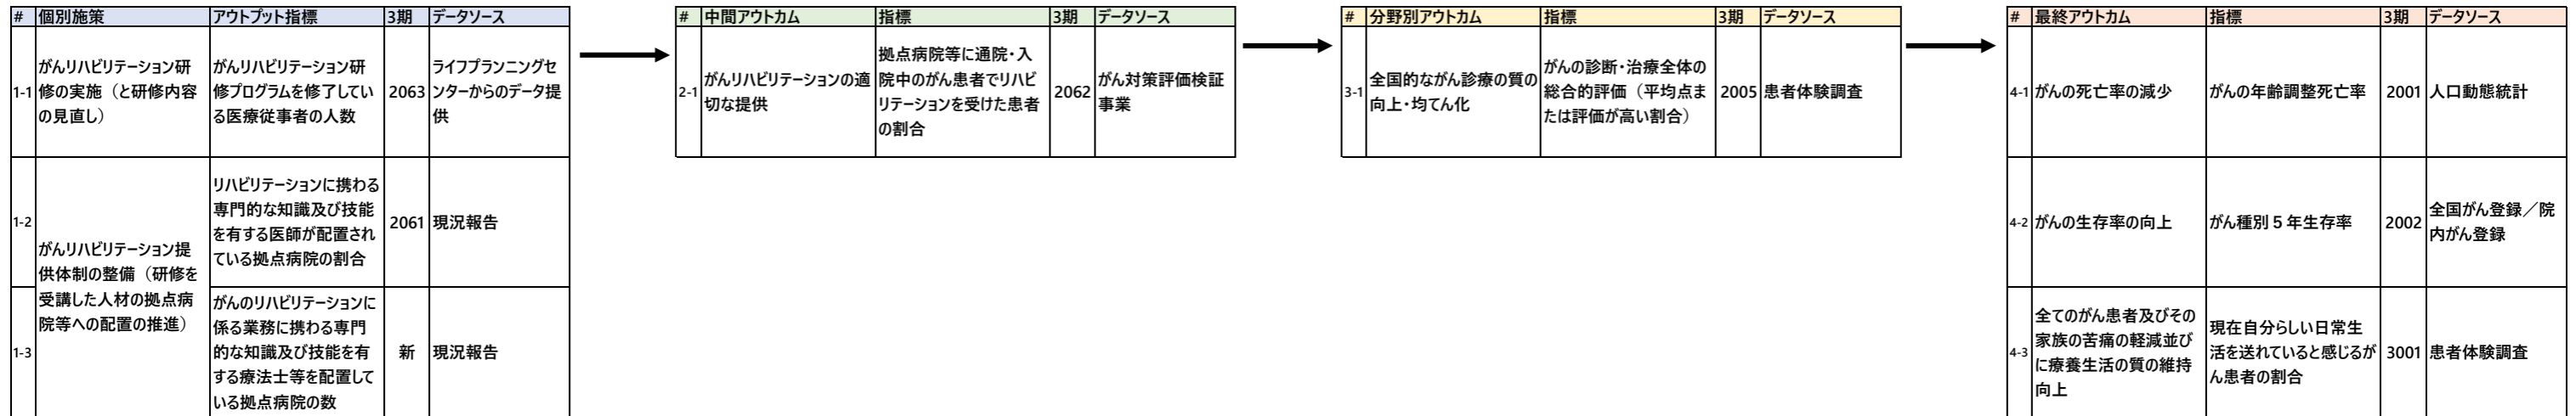 # 個別施策 アウトプット指標 3期 データソース
1-1
がんリハビリテーション研
修の実施（と研修内容
の見直し）
がんリハビリテーション研
修プログラムを修了してい
る医療従事者の人数
2063
ライフプランニングセ
ンターからのデータ提
供
1-2
がんリハビリテーション提
供体制の整備（研修を
受講した人材の拠点病
院等への配置の推進）
リハビリテーションに携わる
専門的な知識及び技能
を有する医師が配置され
ている拠点病院の割合
2061
現況報告
1-3
がんのリハビリテーションに
係る業務に携わる専門
的な知識及び技能を有
する療法士等を配置して
いる拠点病院の数
新
現況報告
# 中間アウトカム 指標 3期 データソース
2-1
がんリハビリテーションの適
切な提供
拠点病院等に通院・入
院中のがん患者でリハビ
リテーションを受けた患者
の割合
2062
がん対策評価検証
事業
# 分野別アウトカム 指標 3期 データソース
3-1
全国的ながん診療の質の
向上・均てん化
がんの診断・治療全体の
総合的評価（平均点ま
たは評価が高い割合）
2005
患者体験調査
# 最終アウトカム 指標 3期 データソース
4-1
がんの死亡率の減少
がんの年齢調整死亡率
2001
人口動態統計
4-2
がんの生存率の向上
がん種別５年生存率
2002
全国がん登録／院
内がん登録
4-3
全てのがん患者及びその
家族の苦痛の軽減並び
に療養生活の質の維持
向上
現在自分らしい日常生
活を送れていると感じるが
ん患者の割合
3001
患者体験調査